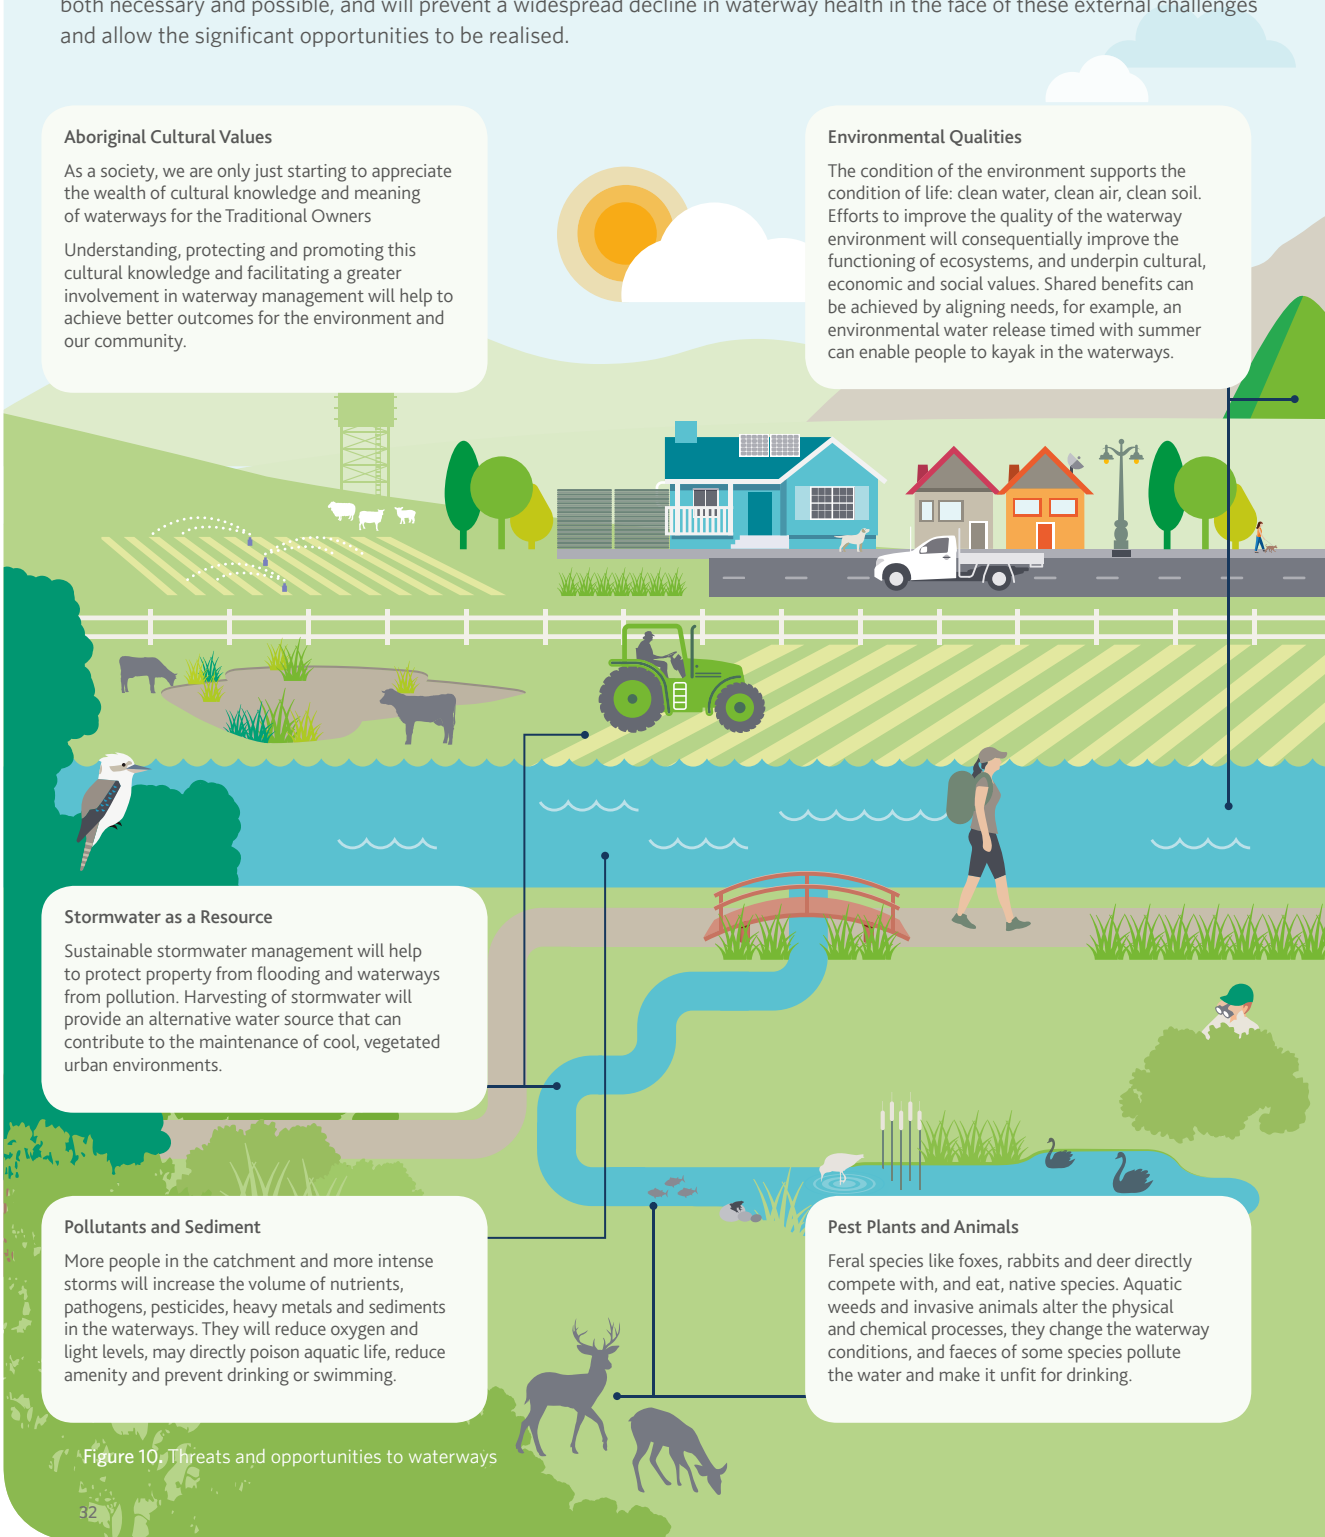 both necessary and possible, and will prevent a widespread decline in waterway health in the face of these external challenges
and allow the significant opportunities to be realised.
Aboriginal Cultural Values
As a society, we are only just starting to appreciate
the wealth of cultural knowledge and meaning
of waterways for the Traditional Owners
Understanding, protecting and promoting this
cultural knowledge and facilitating a greater
involvement in waterway management will help to
achieve better outcomes for the environment and
our community.
Environmental Qualities
The condition of the environment supports the
condition of life: clean water, clean air, clean soil.
Efforts to improve the quality of the waterway
environment will consequentially improve the
functioning of ecosystems, and underpin cultural,
economic and social values. Shared benefits can
be achieved by aligning needs, for example, an
environmental water release timed with summer
can enable people to kayak in the waterways.
Stormwater as a Resource
Sustainable stormwater management will help
to protect property from flooding and waterways
from pollution. Harvesting of stormwater will
provide an alternative water source that can
contribute to the maintenance of cool, vegetated
urban environments.
Pollutants and Sediment
More people in the catchment and more intense
storms will increase the volume of nutrients,
pathogens, pesticides, heavy metals and sediments
in the waterways. They will reduce oxygen and
light levels, may directly poison aquatic life, reduce
amenity and prevent drinking or swimming.
Pest Plants and Animals
Feral species like foxes, rabbits and deer directly
compete with, and eat, native species. Aquatic
weeds and invasive animals alter the physical
and chemical processes, they change the waterway
conditions, and faeces of some species pollute
the water and make it unfit for drinking.
Figure 10. Threats and opportunities to waterways
32